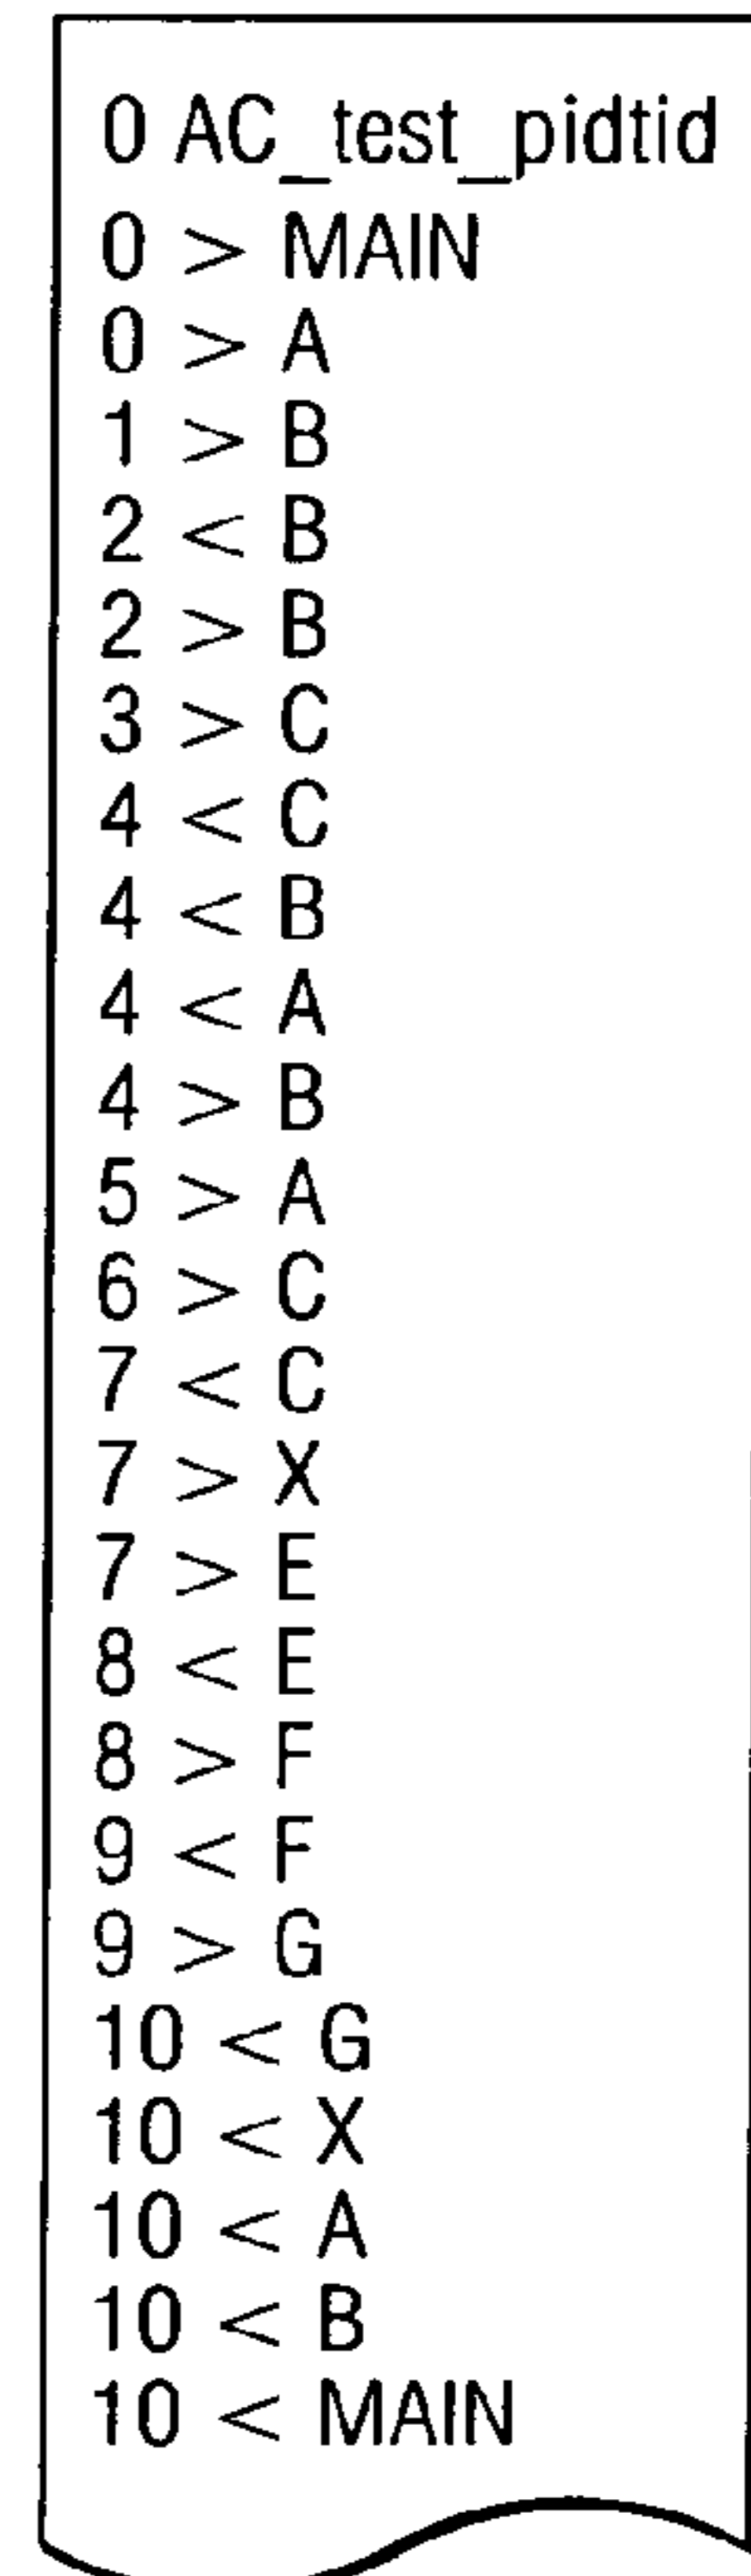 0 AC_test_pidtid
0 > MAIN
0 > A
1 > B
2 < B
2 > B
3 > C
4 < C
4 < B
4 < A
4 > B
5 > A
6 > C
7 < C
7 > X
7 > E
8 < E
8 > F
9 < F
9 > G
10 < G
10 < X
10 < A
10 < B
10 < MAIN